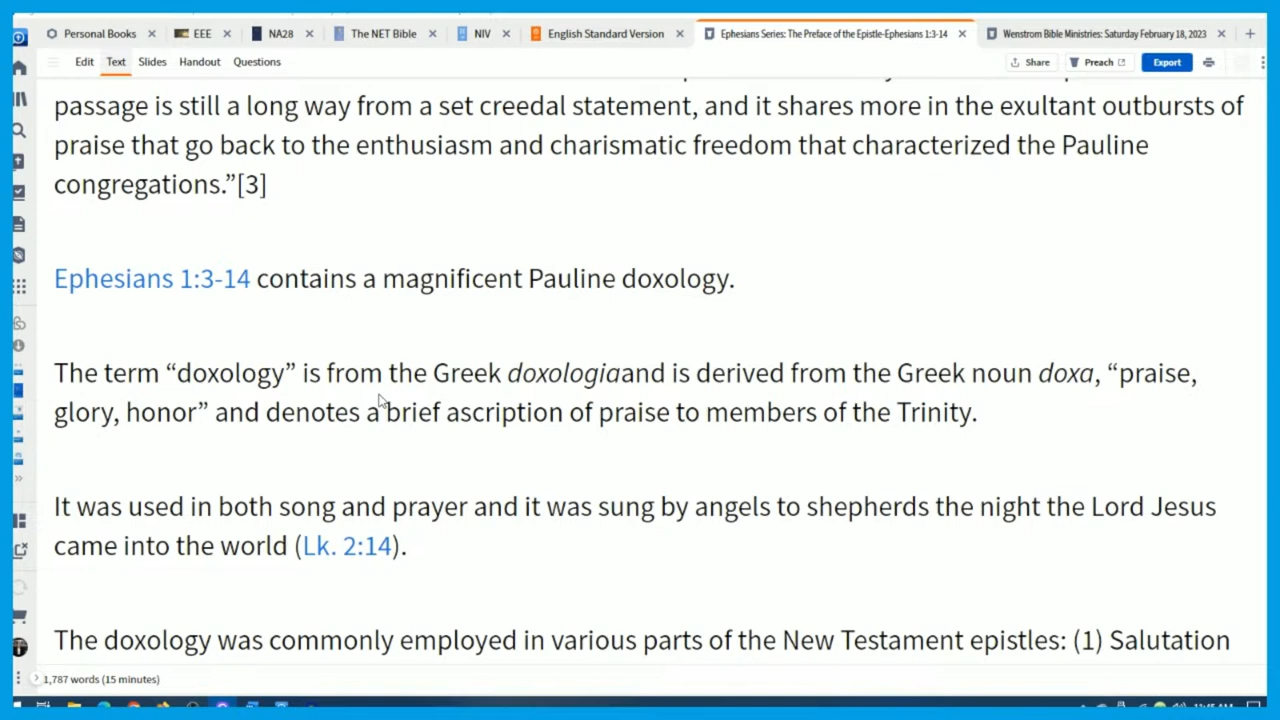 Personal Books
EEE
NA28
The NET Bible
NIV
English Standard Version
Ephesians Series: The Preface of the Epistle-Ephesians 1:3-14
Wenstrom Bible Ministries: Saturday February 18, 2023
Edit Text Slides Handout Questions
Share Preach Export
passage is still a long way from a set creedal statement, and it shares more in the exultant outbursts of
praise that go back to the enthusiasm and charismatic freedom that characterized the Pauline
congregations.”[3]
Ephesians 1:3-14 contains a magnificent Pauline doxology.
The term “doxology” is from the Greek doxologiaand is derived from the Greek noun doxa, “praise,
glory, honor” and denotes a brief ascription of praise to members of the Trinity.
It was used in both song and prayer and it was sung by angels to shepherds the night the Lord Jesus
came into the world (Lk. 2:14).
The doxology was commonly employed in various parts of the New Testament epistles: (1) Salutation
1,787 words (15 minutes)